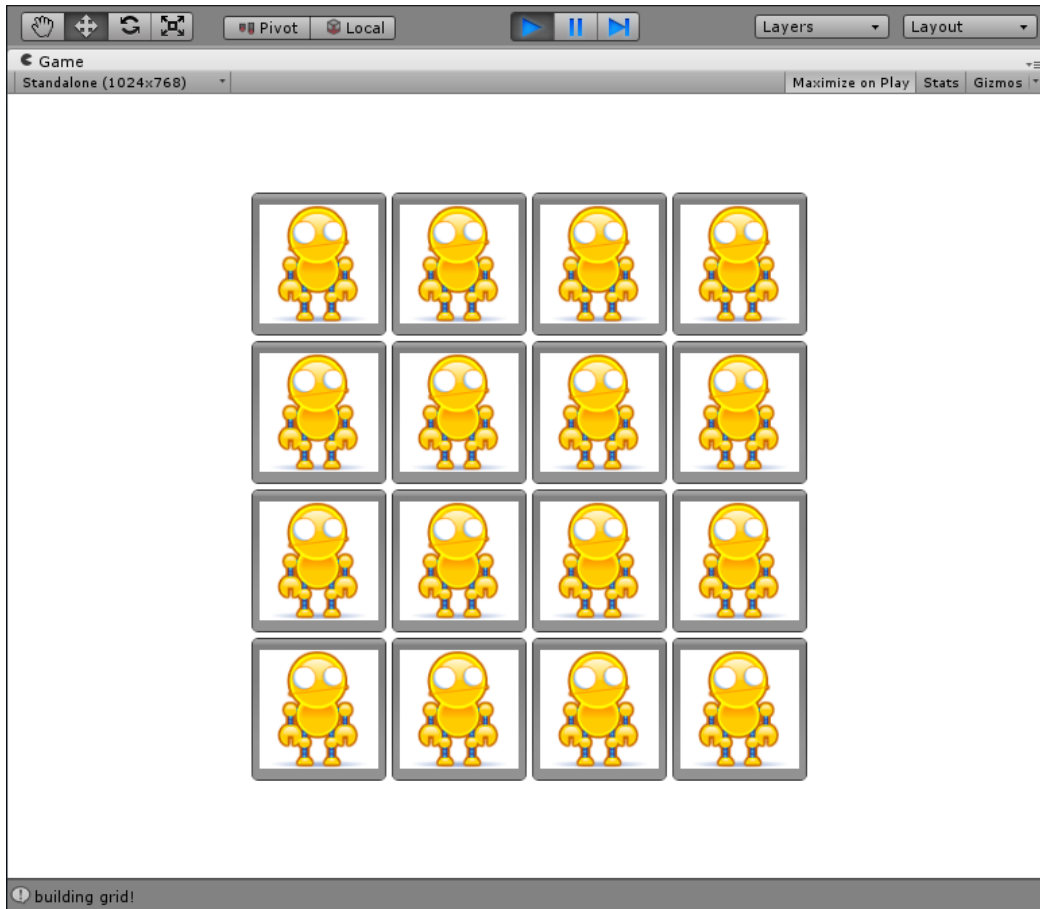 Pivot Local Layers Layout
Game
Standalone (1024x768) Maximize on Play Stats Gizmos
building grid!